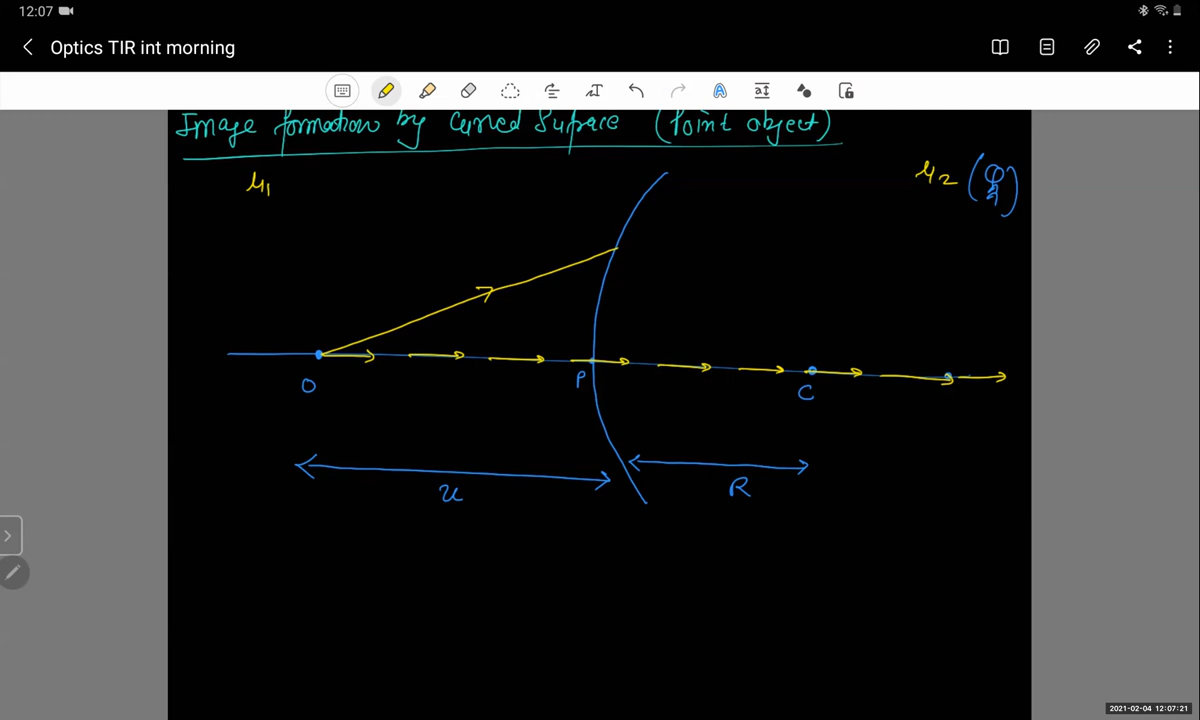 12:07
Optics TIR int morning
Image formation by Curved Surface (Point object)
μ1
μ2
O
P
C
u
R
2021-02-04 12:07:21